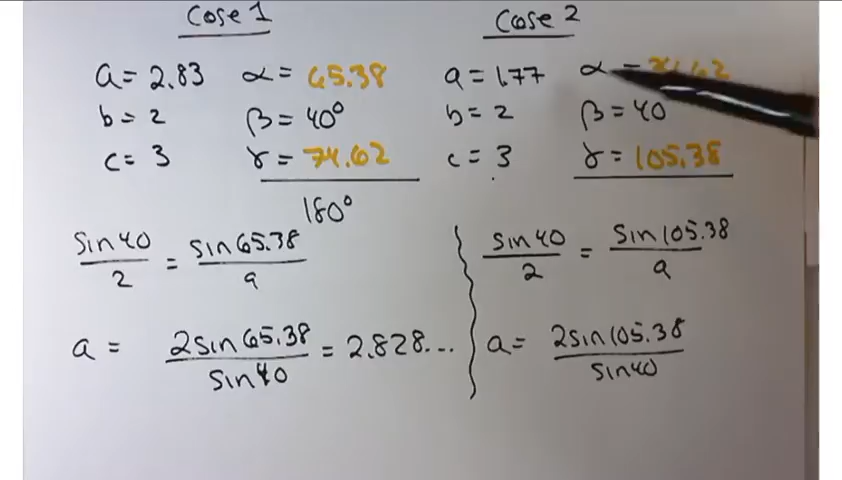 Case 1
a = 2.83 α = 65.38
b = 2 β = 40°
c = 3 γ = 74.62
180°
sin 40 / 2 = sin 65.38 / a
a = 2 sin 65.38 / sin 40 = 2.828...
Case 2
a = 1.77 α =
b = 2 β = 40
c = 3 γ = 105.38
sin 40 / 2 = sin 105.38 / a
a = 2 sin 105.38 / sin 40